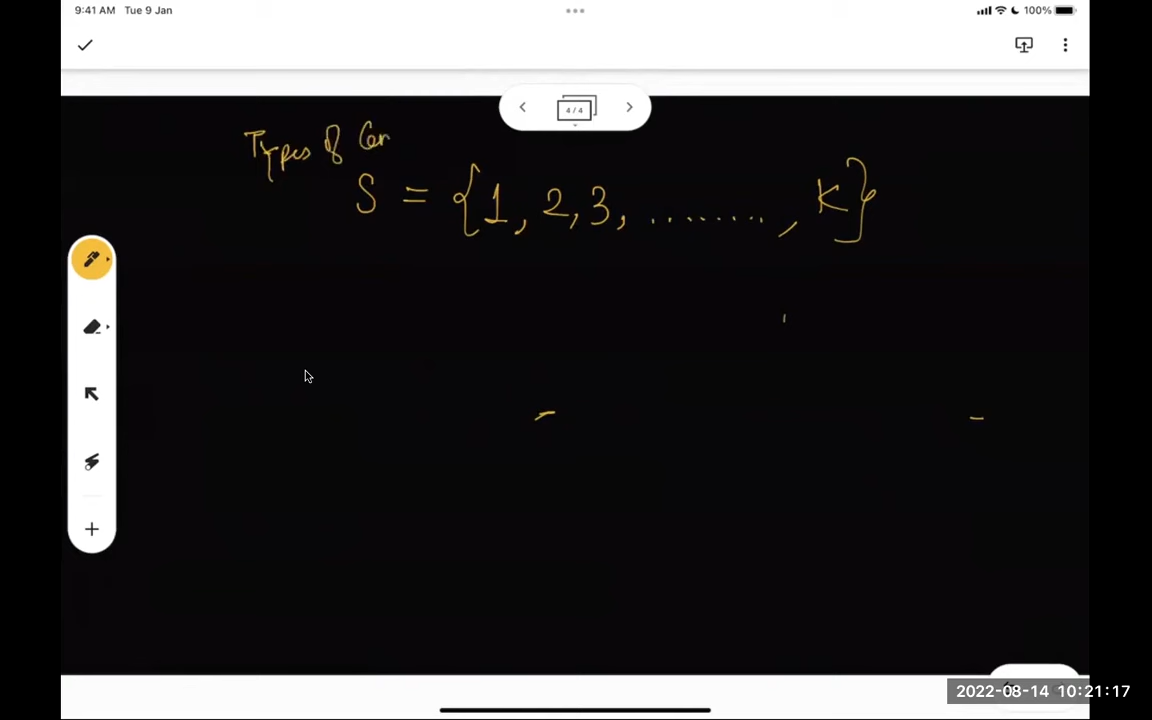 9:41 AM Tue 9 Jan
100%
4 / 4
Types of Car
S = {1, 2, 3, ........, K}
2022-08-14 10:21:17